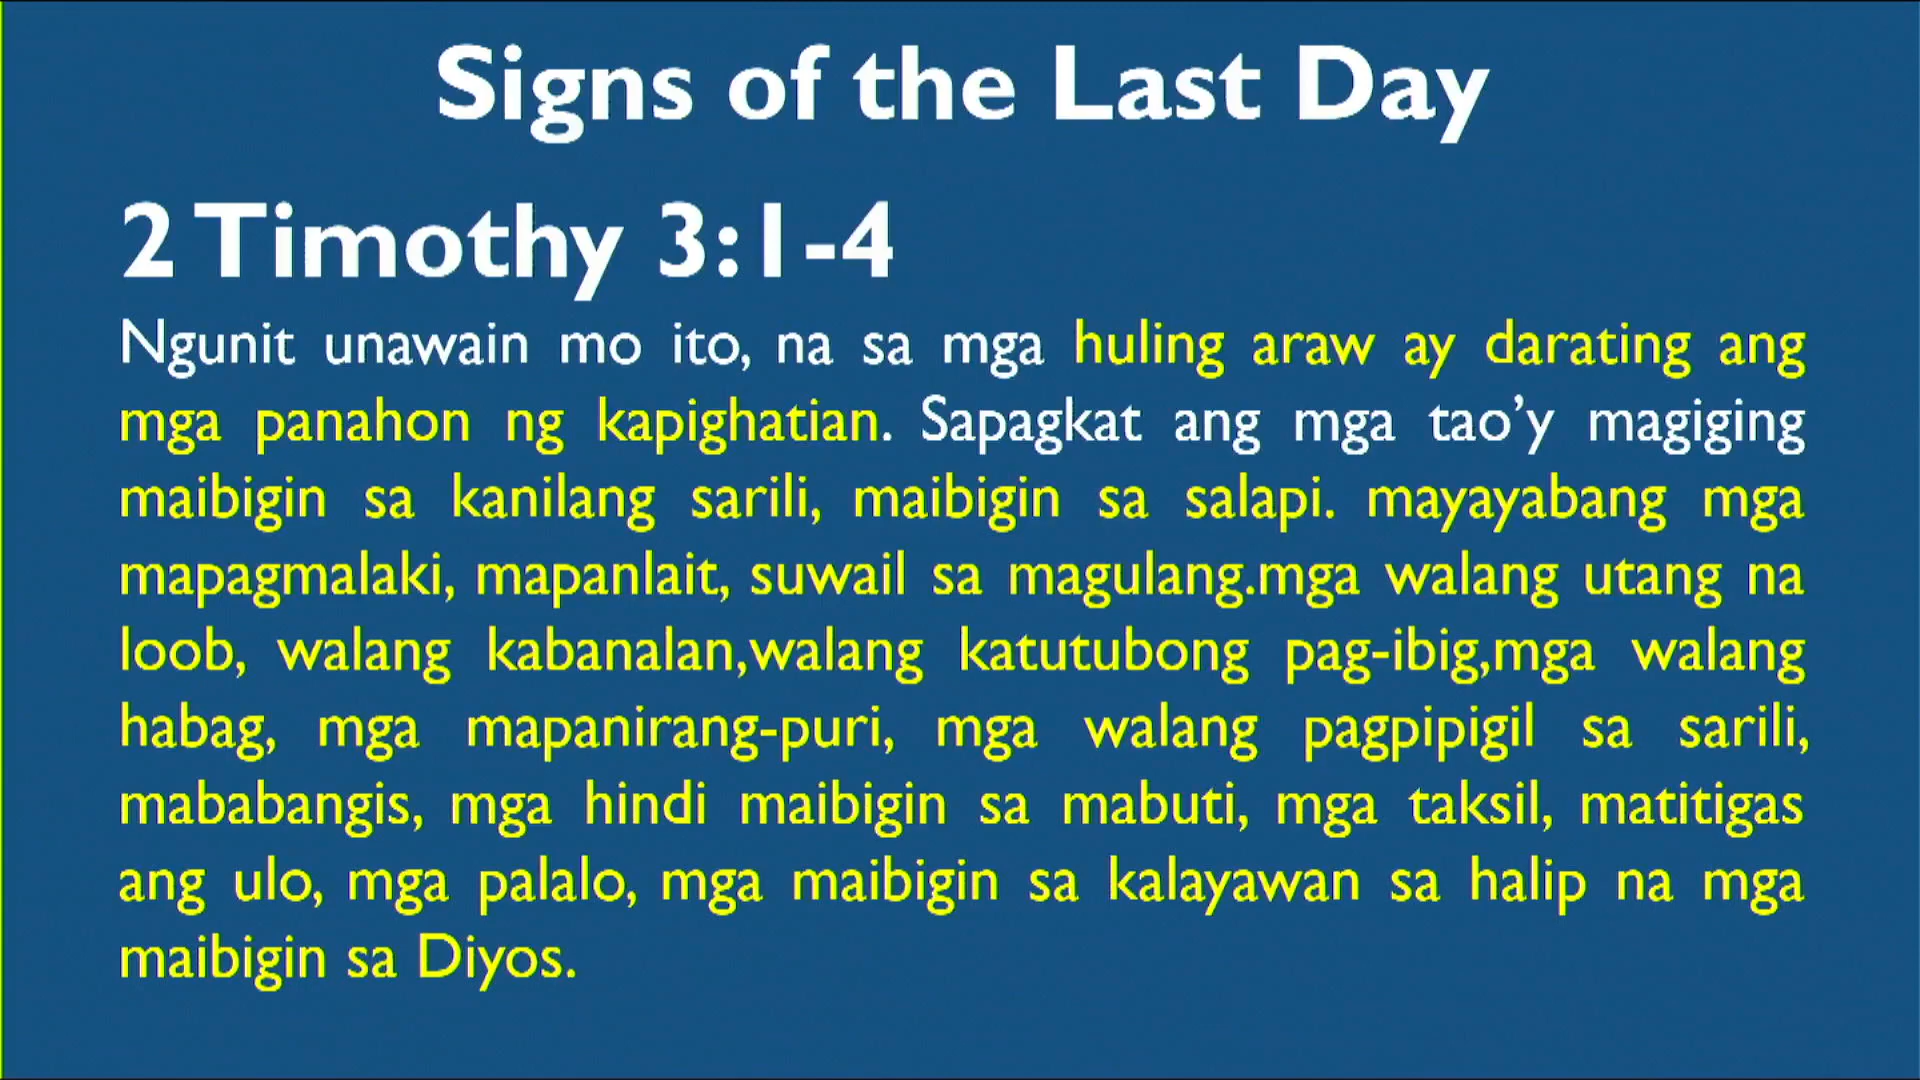 Signs of the Last Day
2 Timothy 3:1-4
Ngunit unawain mo ito, na sa mga huling araw ay darating ang
mga panahon ng kapighatian. Sapagkat ang mga tao’y magiging
maibigin sa kanilang sarili, maibigin sa salapi. mayayabang mga
mapagmalaki, mapanlait, suwail sa magulang.mga walang utang na
loob, walang kabanalan,walang katutubong pag-ibig,mga walang
habag, mga mapanirang-puri, mga walang pagpipigil sa sarili,
mababangis, mga hindi maibigin sa mabuti, mga taksil, matitigas
ang ulo, mga palalo, mga maibigin sa kalayawan sa halip na mga
maibigin sa Diyos.